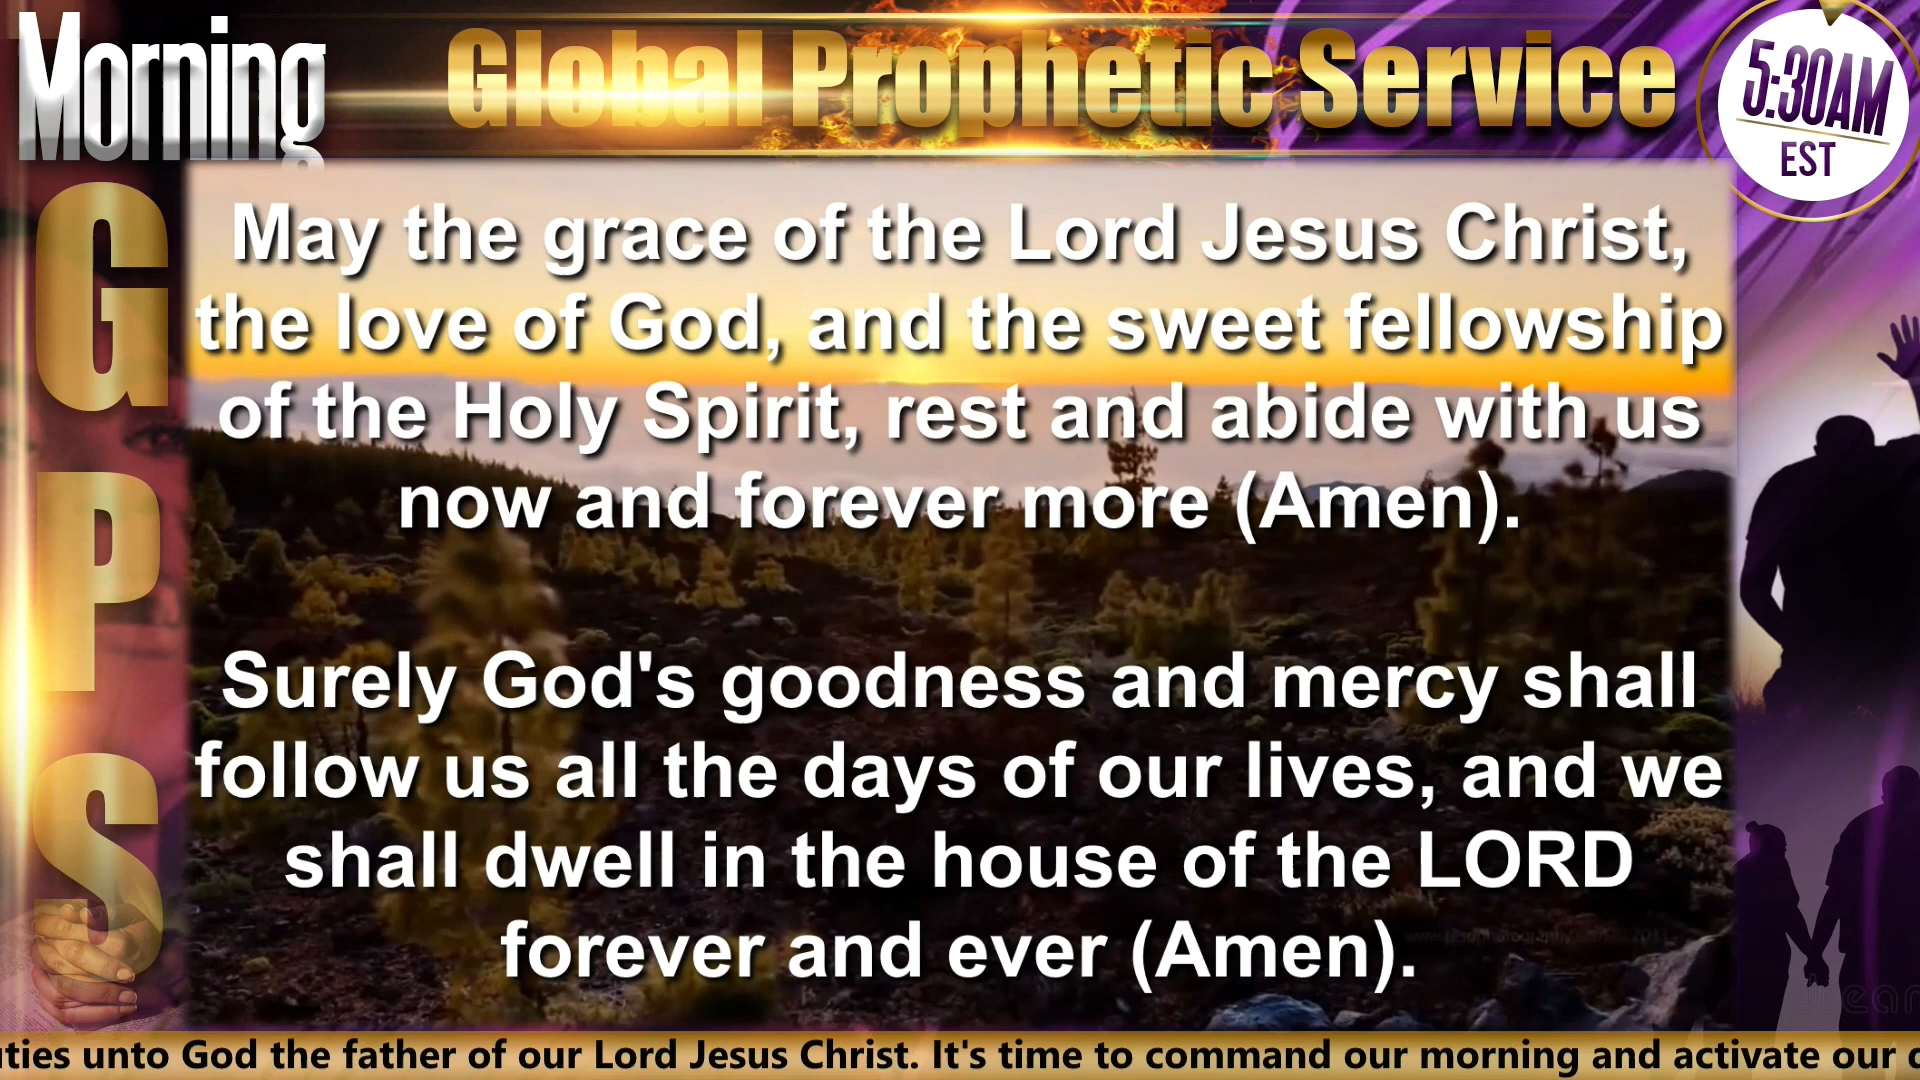 Morning
Global Prophetic Service
5:30AM
EST
G
P
S
May the grace of the Lord Jesus Christ,
the love of God, and the sweet fellowship
of the Holy Spirit, rest and abide with us
now and forever more (Amen).
Surely God's goodness and mercy shall
follow us all the days of our lives, and we
shall dwell in the house of the LORD
forever and ever (Amen).
unto God the father of our Lord Jesus Christ. It's time to command our morning and activate our